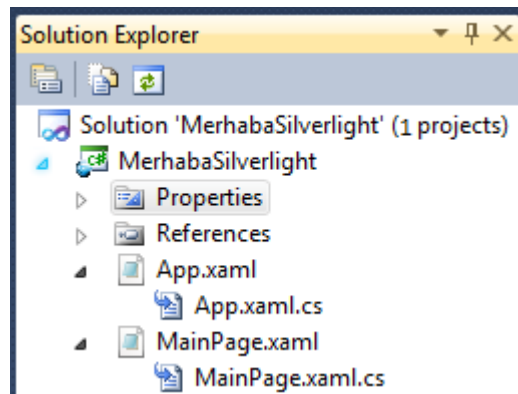 Solution Explorer
Solution 'MerhabaSilverlight' (1 projects)
MerhabaSilverlight
Properties
References
App.xaml
App.xaml.cs
MainPage.xaml
MainPage.xaml.cs